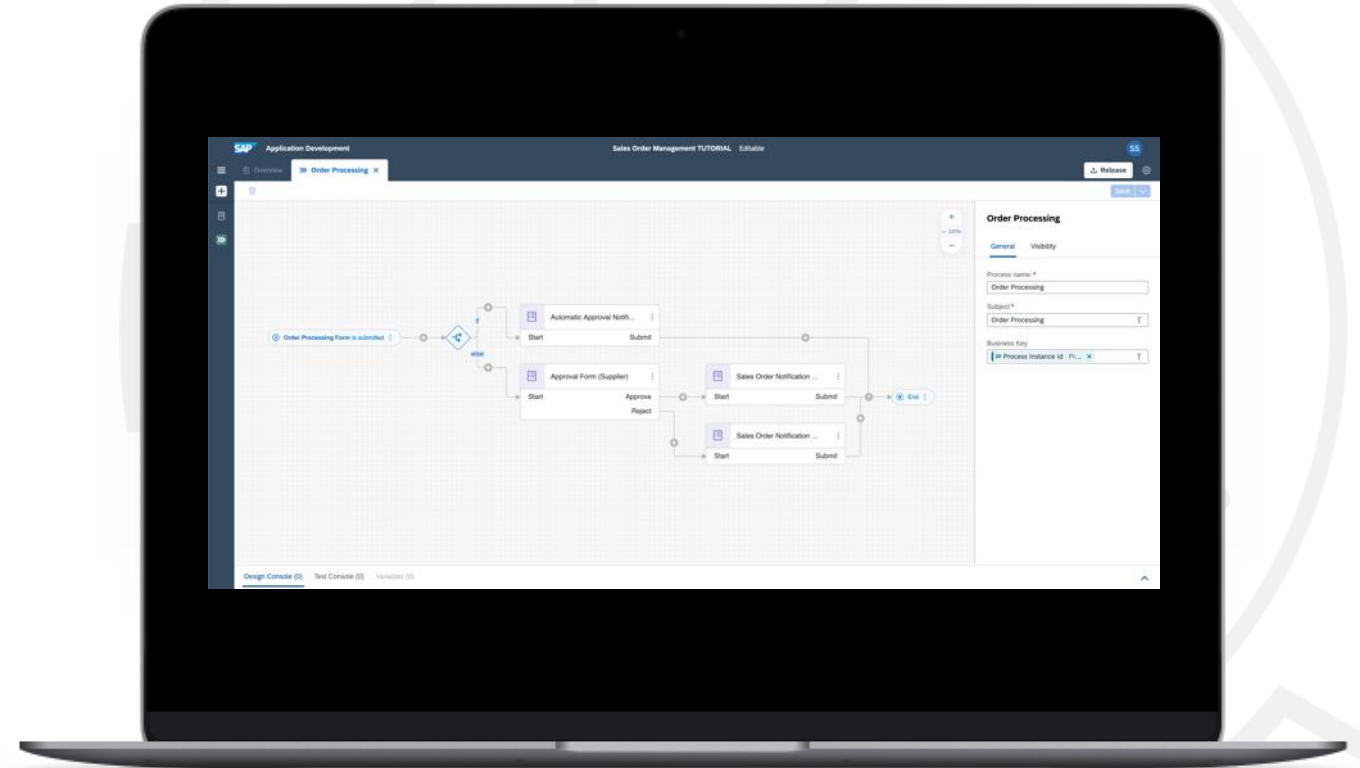 SAP Application Development
Sales Order Management TUTORIAL Editable
SS
Overview
Order Processing
Release
Save
100%
Order Processing Form is submitted
if
else
Automatic Approval Notifi...
Start Submit
Approval Form (Supplier)
Start Approve
Reject
Sales Order Notification ...
Start Submit
Sales Order Notification ...
Start Submit
End
Order Processing
General Visibility
Process name: *
Order Processing
Subject *
Order Processing
Business Key
Process Instance Id Pr...
Design Console (0) Test Console (0) Variables (0)